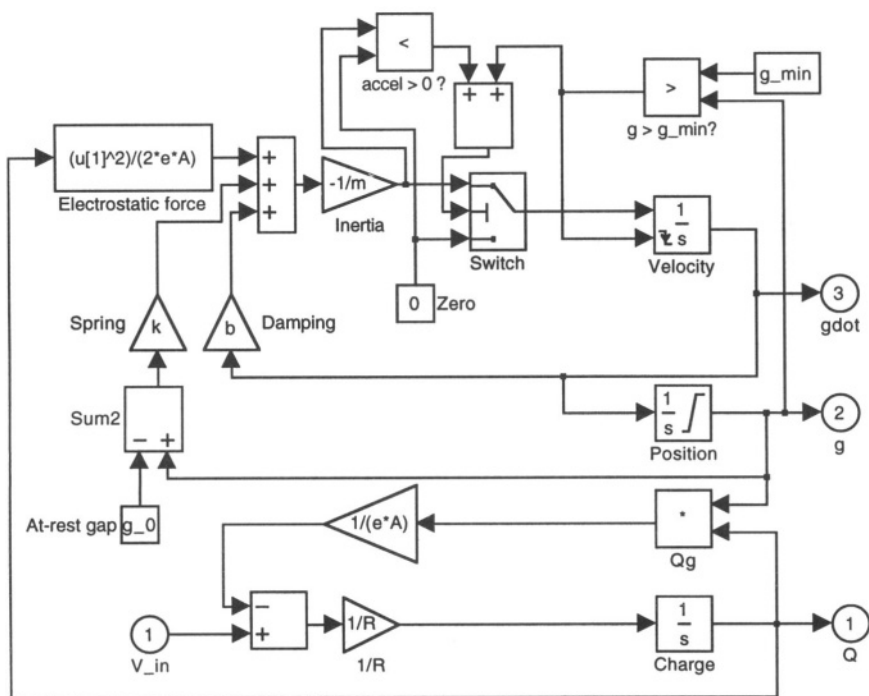 <
accel > 0 ?
+ +
>
g > g_min?
g_min
(u[1]^2)/(2*e*A)
Electrostatic force
+
+
+
-1/m
Inertia
Switch
1
s
Velocity
0 Zero
3
gdot
Spring
k
b
Damping
Sum2
- +
1
s
Position
2
g
At-rest gap g_0
1/(e*A)
*
Qg
-
+
1
V_in
1/R
1/R
1
s
Charge
1
Q